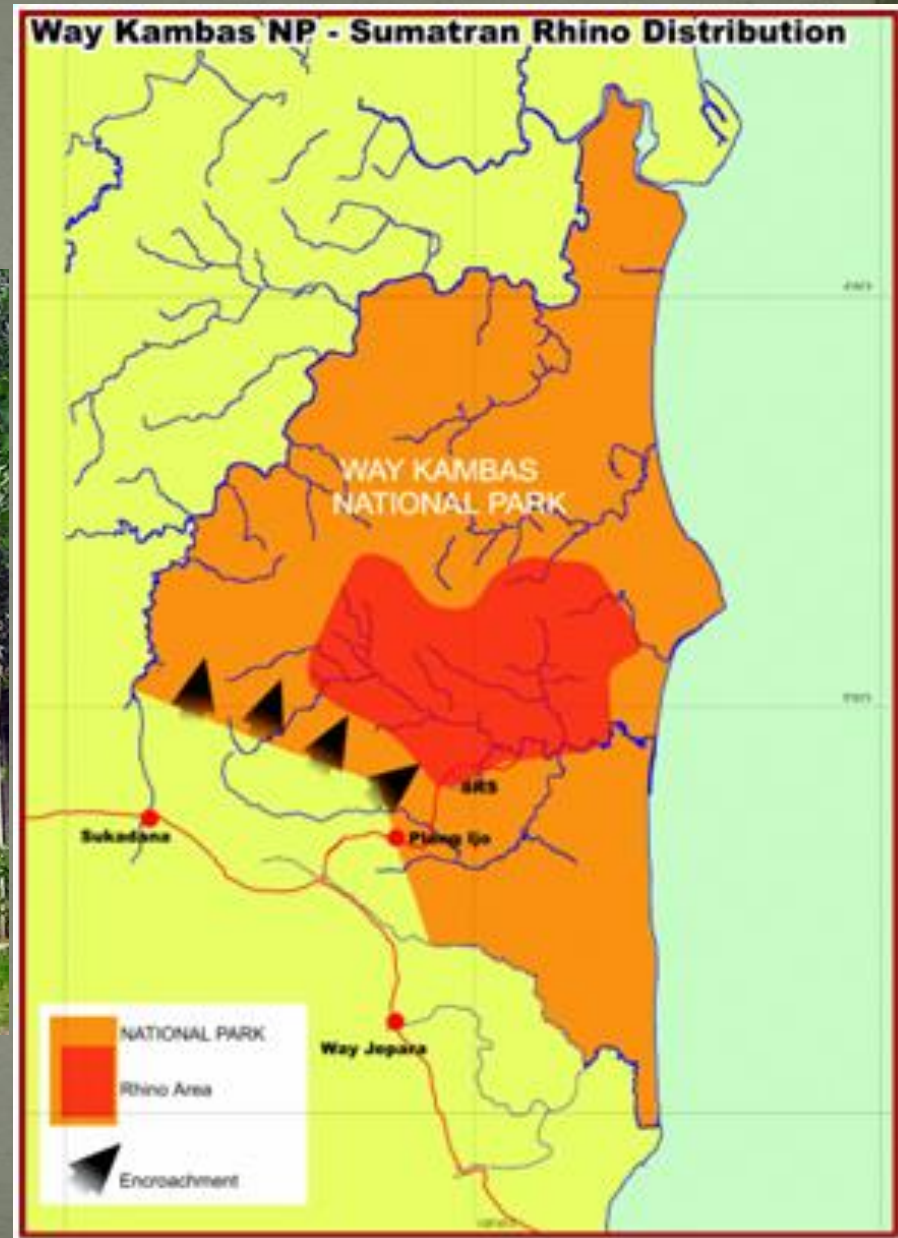 Way Kambas NP - Sumatran Rhino Distribution
WAY KAMBAS
NATIONAL PARK
SRS
Sukadana
Plang Ijo
Way Jepara
NATIONAL PARK
Rhino Area
Encroachment